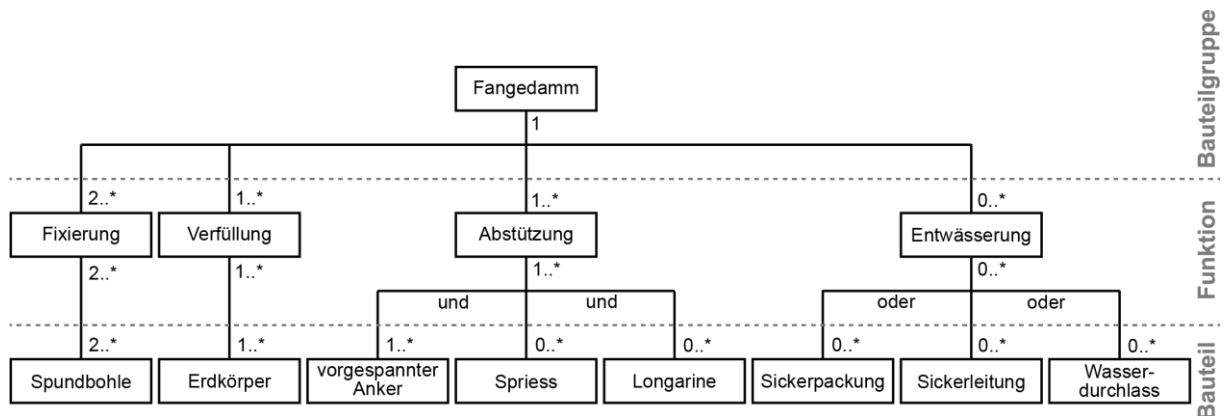 Bauteilgruppe
Fangedamm
1
2..* 1..* 1..* 0..*
Funktion
Fixierung Verfüllung Abstützung Entwässerung
2..* 1..* 1..* 0..*
und und oder oder
2..* 1..* 1..* 0..* 0..* 0..* 0..* 0..*
Bauteil
Spundbohle Erdkörper vorgespannter Anker Spriess Longarine Sickerpackung Sickerleitung Wasser-
durchlass